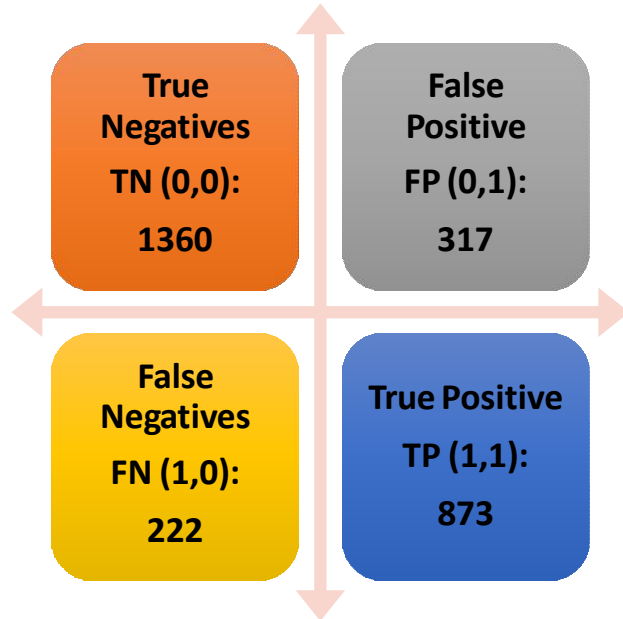 True
Negatives
TN (0,0):
1360
False
Positive
FP (0,1):
317
False
Negatives
FN (1,0):
222
True Positive
TP (1,1):
873